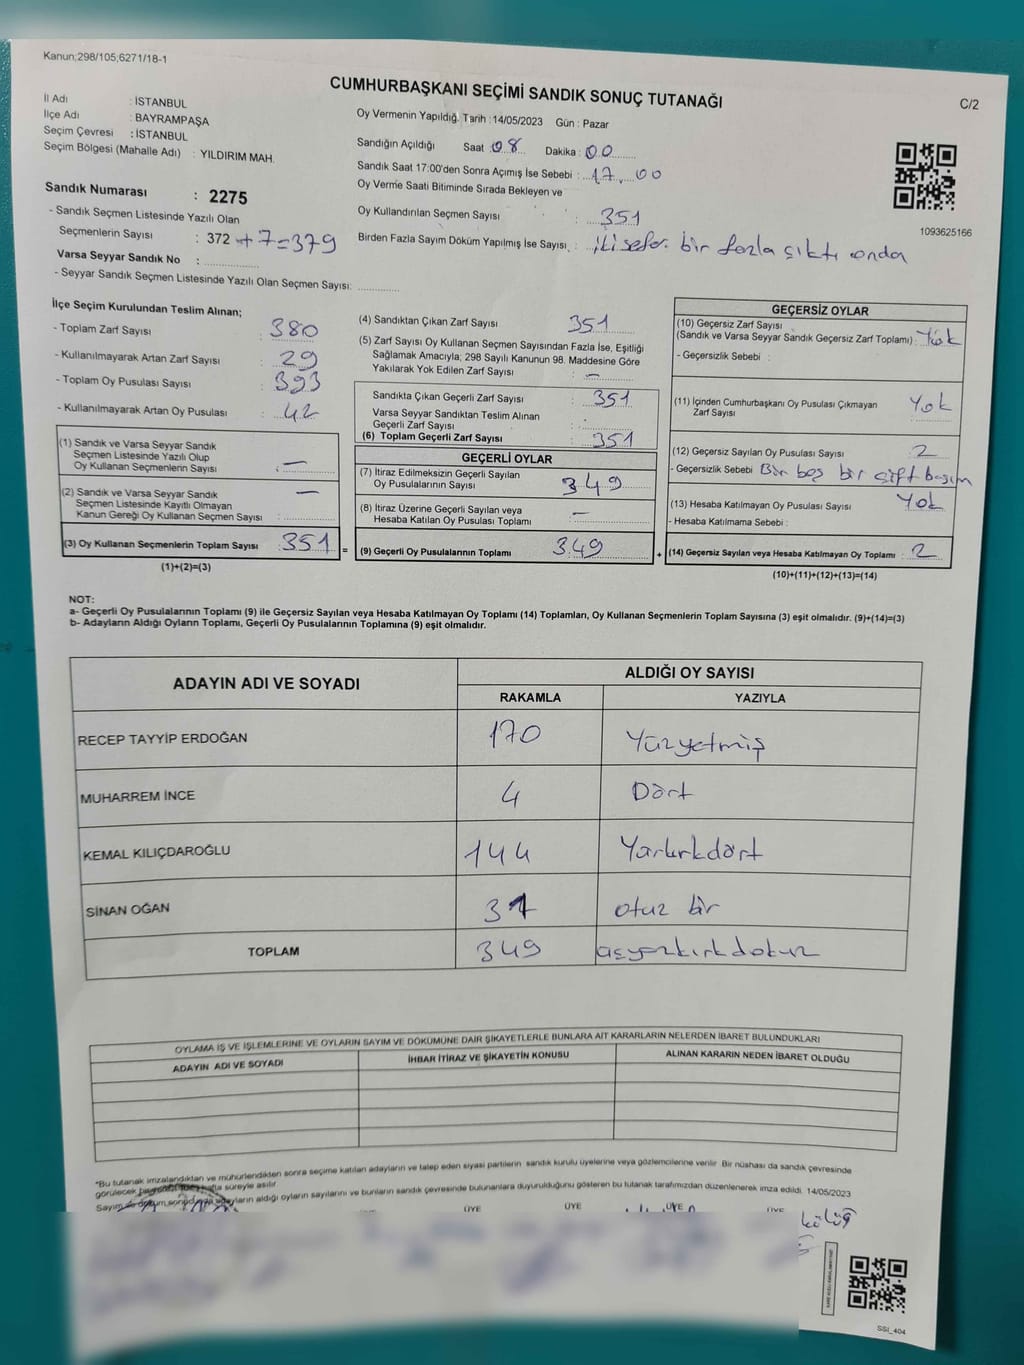 Kanun;298/105;6271/18-1
CUMHURBAŞKANI SEÇİMİ SANDIK SONUÇ TUTANAĞI
C/2
İl Adı : İSTANBUL
İlçe Adı : BAYRAMPAŞA
Seçim Çevresi : İSTANBUL
Seçim Bölgesi (Mahalle Adı) : YILDIRIM MAH.
Sandık Numarası : 2275
- Sandık Seçmen Listesinde Yazılı Olan
Seçmenlerin Sayısı : 372 +7=379
Varsa Seyyar Sandık No :
- Seyyar Sandık Seçmen Listesinde Yazılı Olan Seçmen Sayısı:
Oy Vermenin Yapıldığı, Tarih : 14/05/2023 Gün : Pazar
Sandığın Açıldığı Saat 08 Dakika : 00
Sandık Saat 17:00'den Sonra Açımış İse Sebebi : 17.00
Oy Verme Saati Bitiminde Sırada Bekleyen ve
Oy Kullandırılan Seçmen Sayısı : 351
Birden Fazla Sayım Döküm Yapılmış İse Sayısı, : iki sefer. bir fazla çıktı onda
1093625166
İlçe Seçim Kurulundan Teslim Alınan;
- Toplam Zarf Sayısı : 380
- Kullanılmayarak Artan Zarf Sayısı : 29
- Toplam Oy Pusulası Sayısı : 393
- Kullanılmayarak Artan Oy Pusulası : 42
(1) Sandık ve Varsa Seyyar Sandık
Seçmen Listesinde Yazılı Olup
Oy Kullanan Seçmenlerin Sayısı : —
(2) Sandık ve Varsa Seyyar Sandık
Seçmen Listesinde Kayıtlı Olmayan
Kanun Gereği Oy Kullanan Seçmen Sayısı : —
(3) Oy Kullanan Seçmenlerin Toplam Sayısı : 351 =
(1)+(2)=(3)
(4) Sandıktan Çıkan Zarf Sayısı : 351
(5) Zarf Sayısı Oy Kullanan Seçmen Sayısından Fazla İse, Eşitliği
Sağlamak Amacıyla; 298 Sayılı Kanunun 98. Maddesine Göre
Yakılarak Yok Edilen Zarf Sayısı : —
Sandıkta Çıkan Geçerli Zarf Sayısı : 351
Varsa Seyyar Sandıktan Teslim Alınan
Geçerli Zarf Sayısı :
(6) Toplam Geçerli Zarf Sayısı : 351
GEÇERLİ OYLAR
(7) İtiraz Edilmeksizin Geçerli Sayılan
Oy Pusulalarının Sayısı : 349
(8) İtiraz Üzerine Geçerli Sayılan veya
Hesaba Katılan Oy Pusulası Toplamı : —
(9) Geçerli Oy Pusulalarının Toplamı : 349 +
GEÇERSİZ OYLAR
(10) Geçersiz Zarf Sayısı
(Sandık ve Varsa Seyyar Sandık Geçersiz Zarf Toplamı) : Yok
- Geçersizlik Sebebi :
(11) İçinden Cumhurbaşkanı Oy Pusulası Çıkmayan
Zarf Sayısı : Yok
(12) Geçersiz Sayılan Oy Pusulası Sayısı : 2
- Geçersizlik Sebebi Bir boş bir çift basım
(13) Hesaba Katılmayan Oy Pusulası Sayısı : Yok
- Hesaba Katılmama Sebebi :
(14) Geçersiz Sayılan veya Hesaba Katılmayan Oy Toplamı : 2
(10)+(11)+(12)+(13)=(14)
NOT:
a- Geçerli Oy Pusulalarının Toplamı (9) ile Geçersiz Sayılan veya Hesaba Katılmayan Oy Toplamı (14) Toplamları, Oy Kullanan Seçmenlerin Toplam Sayısına (3) eşit olmalıdır. (9)+(14)=(3)
b- Adayların Aldığı Oyların Toplamı, Geçerli Oy Pusulalarının Toplamına (9) eşit olmalıdır.
ADAYIN ADI VE SOYADI
ALDIĞI OY SAYISI
RAKAMLA YAZIYLA
RECEP TAYYİP ERDOĞAN 170 Yüzyetmiş
MUHARREM İNCE 4 Dört
KEMAL KILIÇDAROĞLU 144 Yüzkırkdört
SİNAN OĞAN 31 otuz bir
TOPLAM 349 üçyüzkırkdokuz
OYLAMA İŞ VE İŞLEMLERİNE VE OYLARIN SAYIM VE DÖKÜMÜNE DAİR ŞİKAYETLERLE BUNLARA AİT KARARLARIN NELERDEN İBARET BULUNDUKLARI
ADAYIN ADI VE SOYADI
İHBAR İTİRAZ VE ŞİKAYETİN KONUSU
ALINAN KARARIN NEDEN İBARET OLDUĞU
*Bu tutanak imzalandıktan ve mühürlendikten sonra seçime katılan adayların ve talep eden siyasi partilerin sandık kurulu üyelerine veya gözlemcilerine verilir. Bir nüshası da sandık çevresinde
görülecek bir hafta süreyle asılır.
Sayım ve döküm sonucunda adayların aldığı oyların sayılarını ve bunların sandık çevresinde bulunanlara duyurulduğunu gösteren bu tutanak tarafımızdan düzenlenerek imza edildi. 14/05/2023
ÜYE ÜYE ÜYE ÜYE
SSİ_404